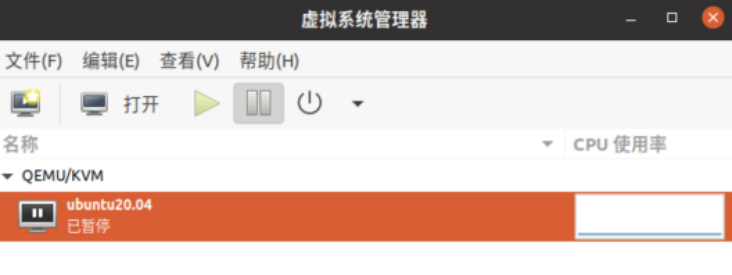 虚拟系统管理器
文件(F) 编辑(E) 查看(V) 帮助(H)
打开
名称 CPU 使用率
QEMU/KVM
ubuntu20.04
已暂停